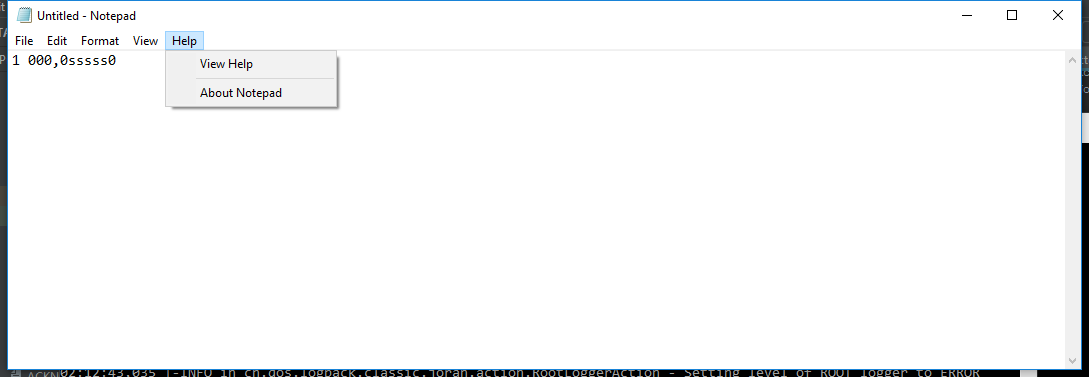 Untitled - Notepad
File Edit Format View Help
1 000,0sssss0
View Help
About Notepad
02:12:43.035 |-INFO in ch.qos.logback.classic.joran.action.RootLoggerAction - Setting level of ROOT logger to ERROR